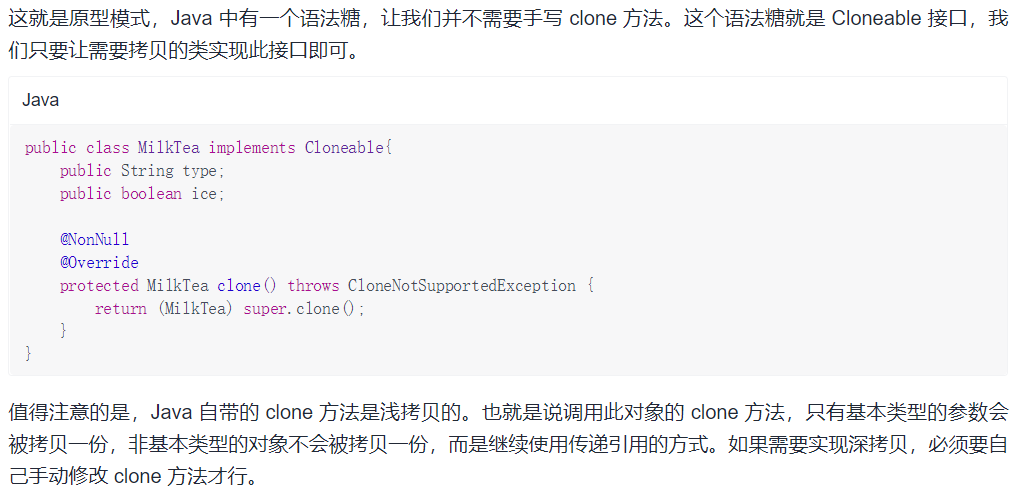 这就是原型模式，Java 中有一个语法糖，让我们并不需要手写 clone 方法。这个语法糖就是 Cloneable 接口，我
们只要让需要拷贝的类实现此接口即可。
Java
public class MilkTea implements Cloneable{
    public String type;
    public boolean ice;

    @NonNull
    @Override
    protected MilkTea clone() throws CloneNotSupportedException {
        return (MilkTea) super.clone();
    }
}
值得注意的是，Java 自带的 clone 方法是浅拷贝的。也就是说调用此对象的 clone 方法，只有基本类型的参数会
被拷贝一份，非基本类型的对象不会被拷贝一份，而是继续使用传递引用的方式。如果需要实现深拷贝，必须要自
己手动修改 clone 方法才行。